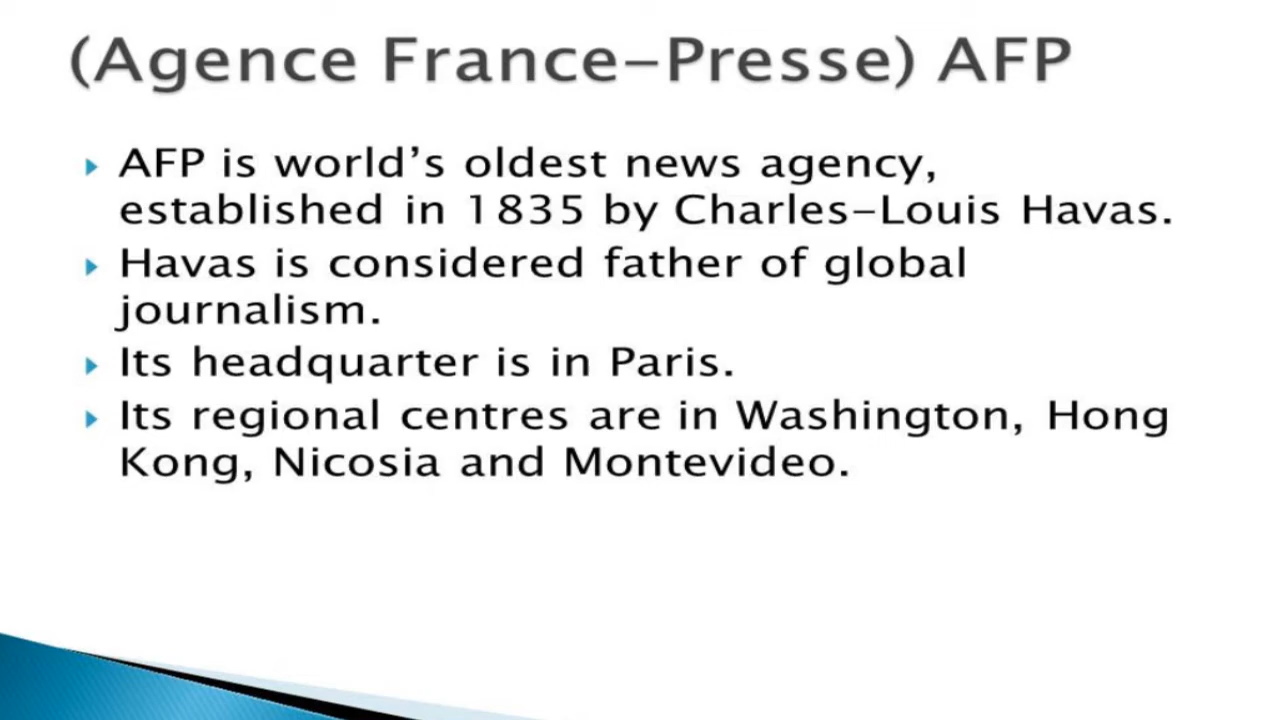 (Agence France-Presse) AFP
AFP is world's oldest news agency,
established in 1835 by Charles-Louis Havas.
Havas is considered father of global
journalism.
Its headquarter is in Paris.
Its regional centres are in Washington, Hong
Kong, Nicosia and Montevideo.